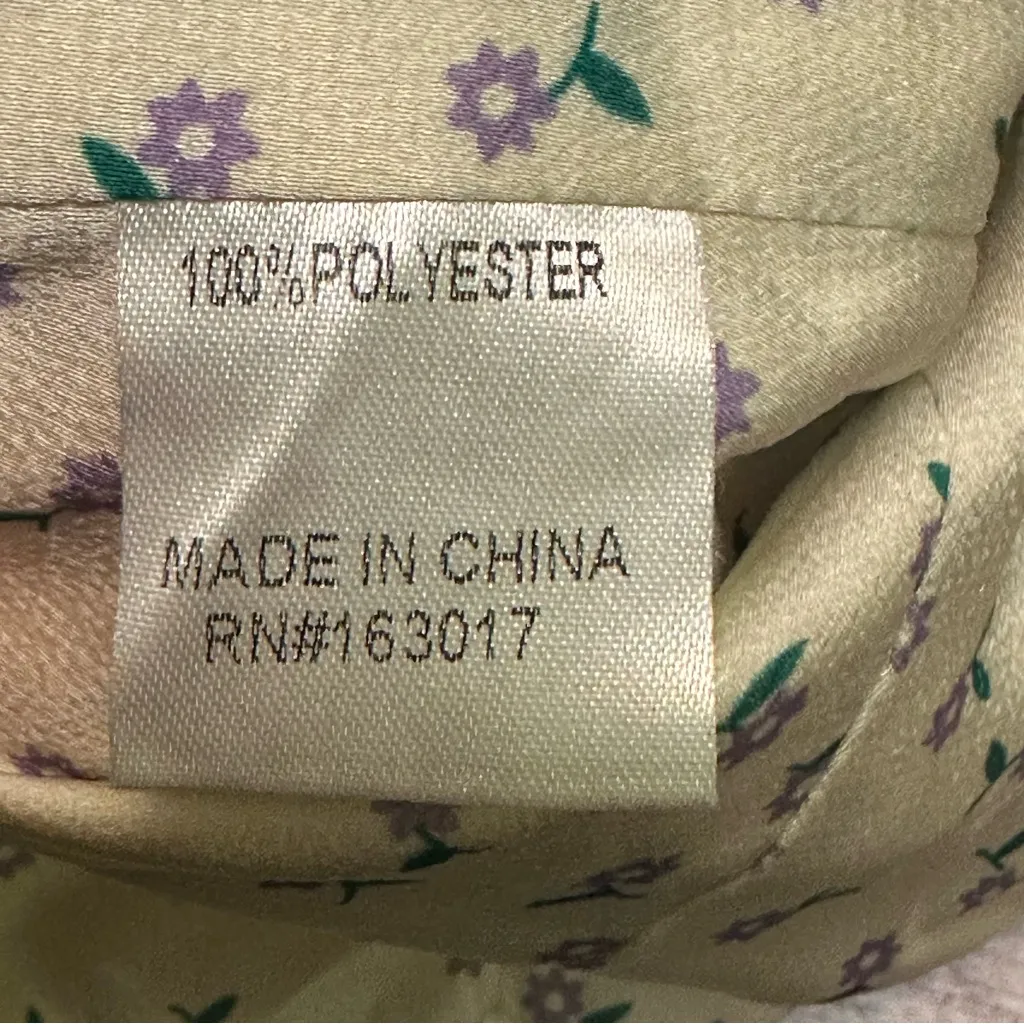 100%POLYESTER
MADE IN CHINA
RN#163017